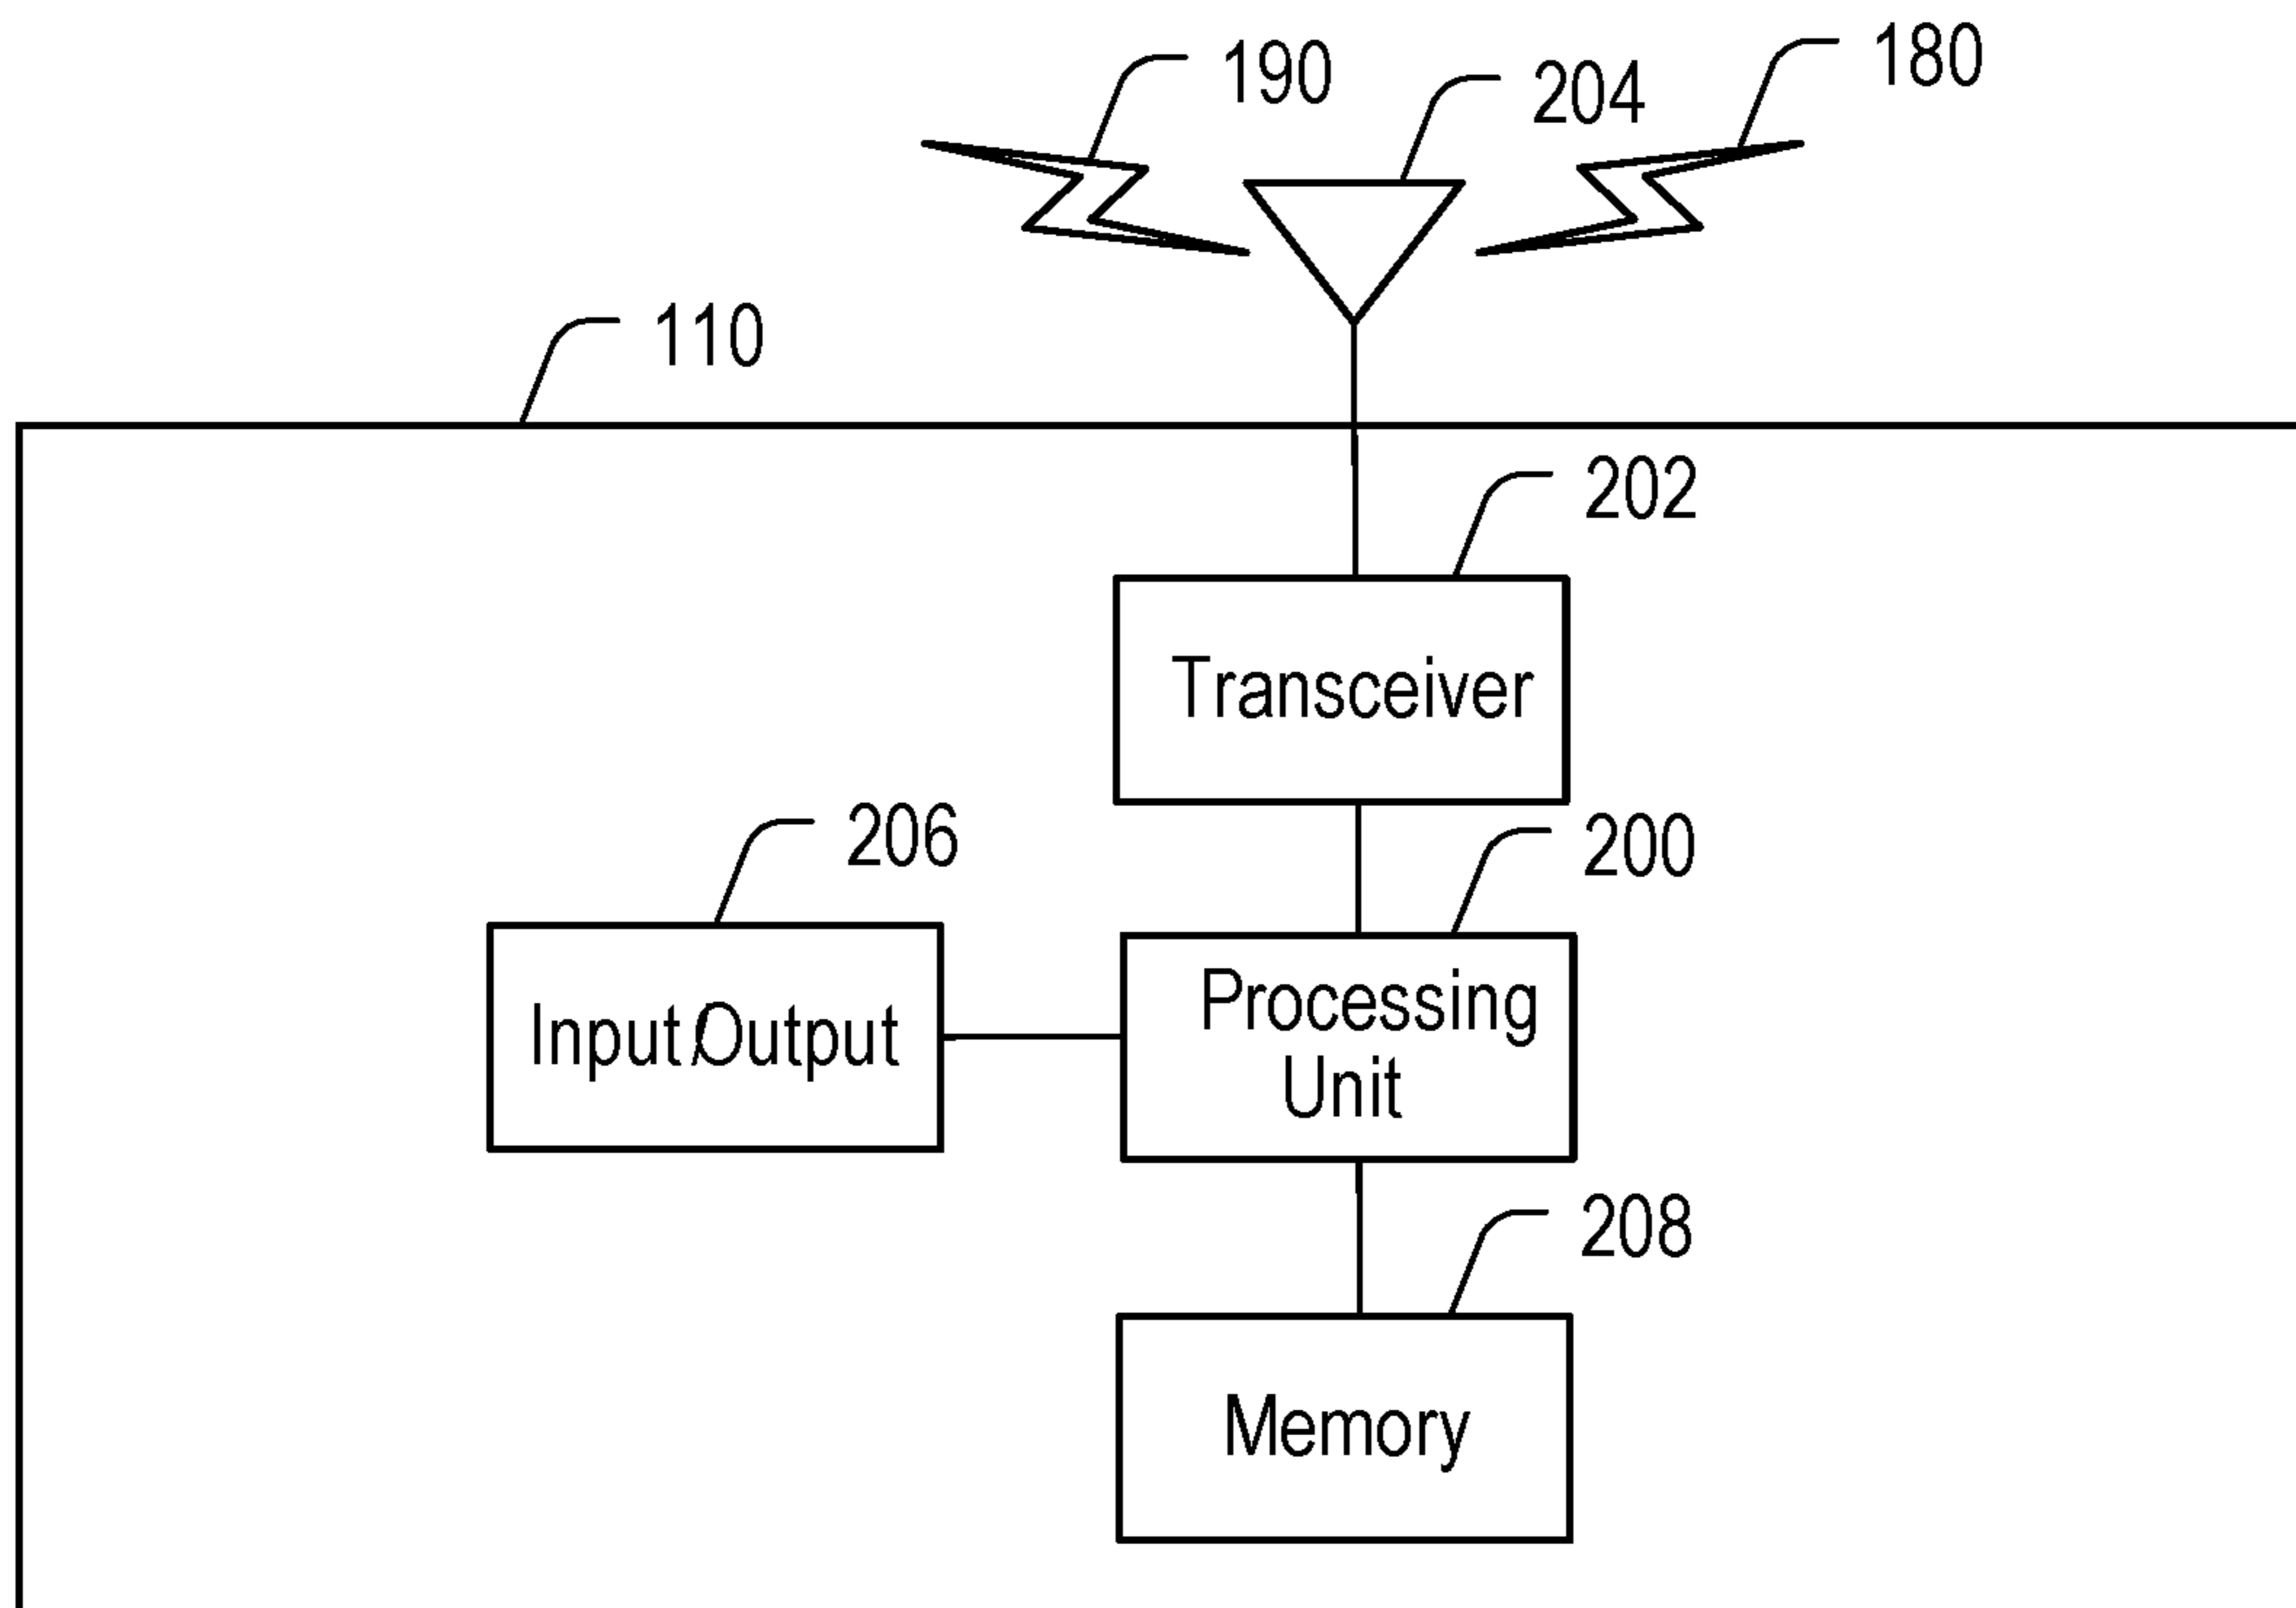 190
204
180
110
202
Transceiver
206
200
Input/Output
Processing
Unit
208
Memory